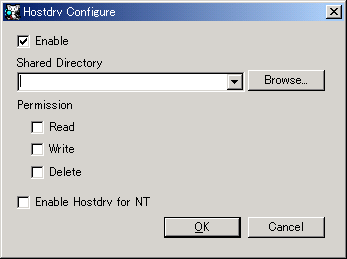 Hostdrv Configure
Enable
Shared Directory
Browse...
Permission
Read
Write
Delete
Enable Hostdrv for NT
OK
Cancel